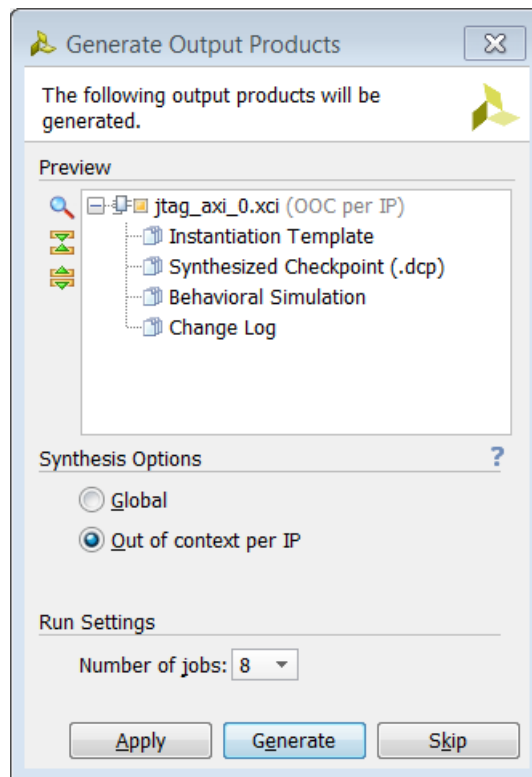 Generate Output Products
The following output products will be
generated.
Preview
jtag_axi_0.xci (OOC per IP)
Instantiation Template
Synthesized Checkpoint (.dcp)
Behavioral Simulation
Change Log
Synthesis Options
?
Global
Out of context per IP
Run Settings
Number of jobs: 8
Apply Generate Skip